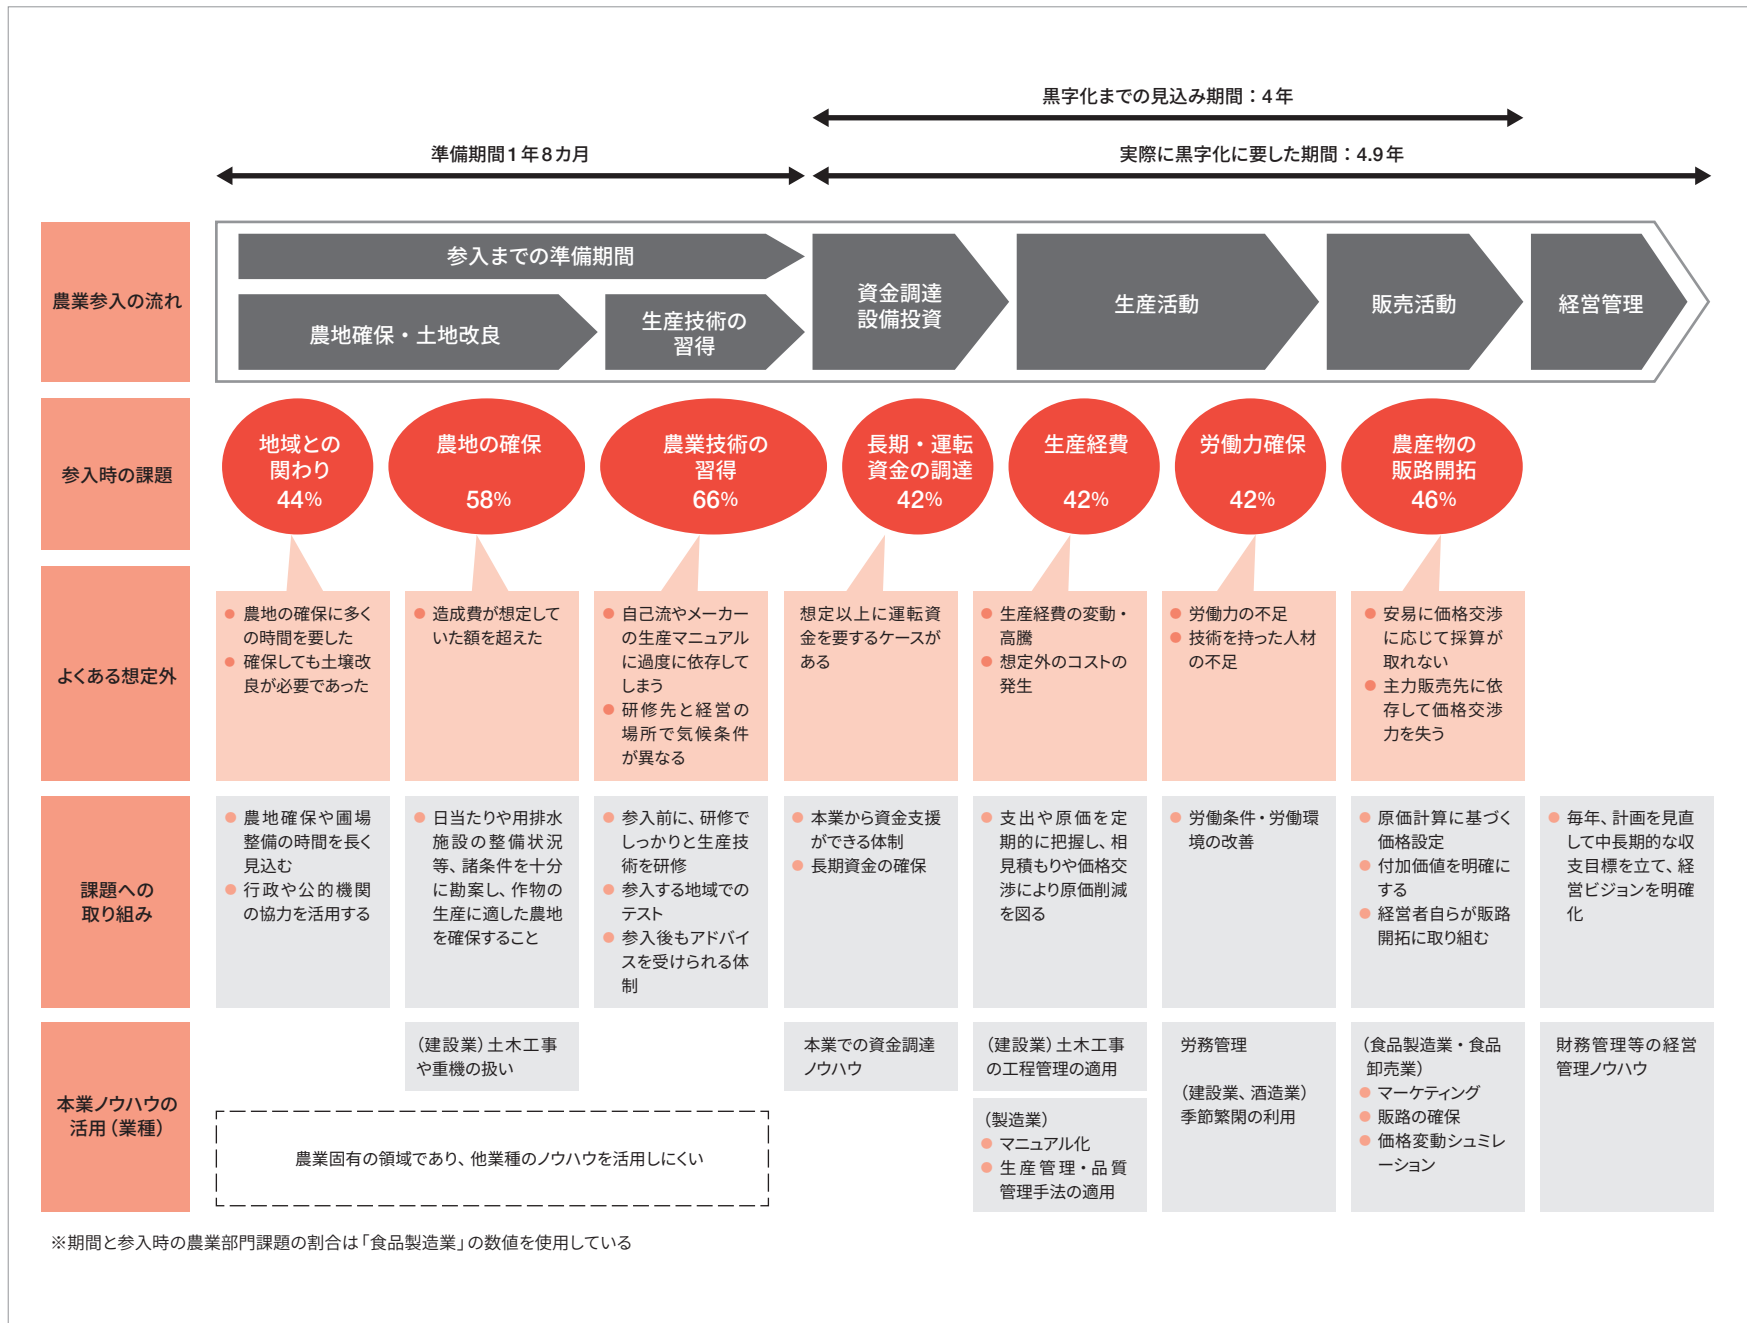 黒字化までの見込み期間：4年
準備期間1年8カ月
実際に黒字化に要した期間：4.9年
農業参入の流れ
参入までの準備期間
農地確保・土地改良
生産技術の
習得
資金調達
設備投資
生産活動
販売活動
経営管理
参入時の課題
地域との
関わり
44%
農地の確保
58%
農業技術の
習得
66%
長期・運転
資金の調達
42%
生産経費
42%
労働力確保
42%
農産物の
販路開拓
46%
よくある想定外
● 農地の確保に多く
の時間を要した
● 確保しても土壌改
良が必要であった
● 造成費が想定して
いた額を超えた
● 自己流やメーカー
の生産マニュアル
に過度に依存して
しまう
● 研修先と経営の
場所で気候条件
が異なる
想定以上に運転資
金を要するケースが
ある
● 生産経費の変動・
高騰
● 想定外のコストの
発生
● 労働力の不足
● 技術を持った人材
の不足
● 安易に価格交渉
に応じて採算が
取れない
● 主力販売先に依
存して価格交渉
力を失う
課題への
取り組み
● 農地確保や圃場
整備の時間を長く
見込む
● 行政や公的機関
の協力を活用する
● 日当たりや用排水
施設の整備状況
等、諸条件を十分
に勘案し、作物の
生産に適した農地
を確保すること
● 参入前に、研修で
しっかりと生産技
術を研修
● 参入する地域での
テスト
● 参入後もアドバイ
スを受けられる体
制
● 本業から資金支援
ができる体制
● 長期資金の確保
● 支出や原価を定
期的に把握し、相
見積もりや価格交
渉により原価削減
を図る
● 労働条件・労働環
境の改善
● 原価計算に基づく
価格設定
● 付加価値を明確に
する
● 経営者自らが販路
開拓に取り組む
● 毎年、計画を見直
して中長期的な収
支目標を立て、経
営ビジョンを明確
化
本業ノウハウの
活用（業種）
（建設業）土木工事
や重機の扱い
農業固有の領域であり、他業種のノウハウを活用しにくい
本業での資金調達
ノウハウ
（建設業）土木工事
の工程管理の適用
（製造業）
● マニュアル化
● 生産管理・品質
管理手法の適用
労務管理
（建設業、酒造業）
季節繁閑の利用
（食品製造業・食品
卸売業）
● マーケティング
● 販路の確保
● 価格変動シュミレ
ーション
財務管理等の経営
管理ノウハウ
※期間と参入時の農業部門課題の割合は「食品製造業」の数値を使用している